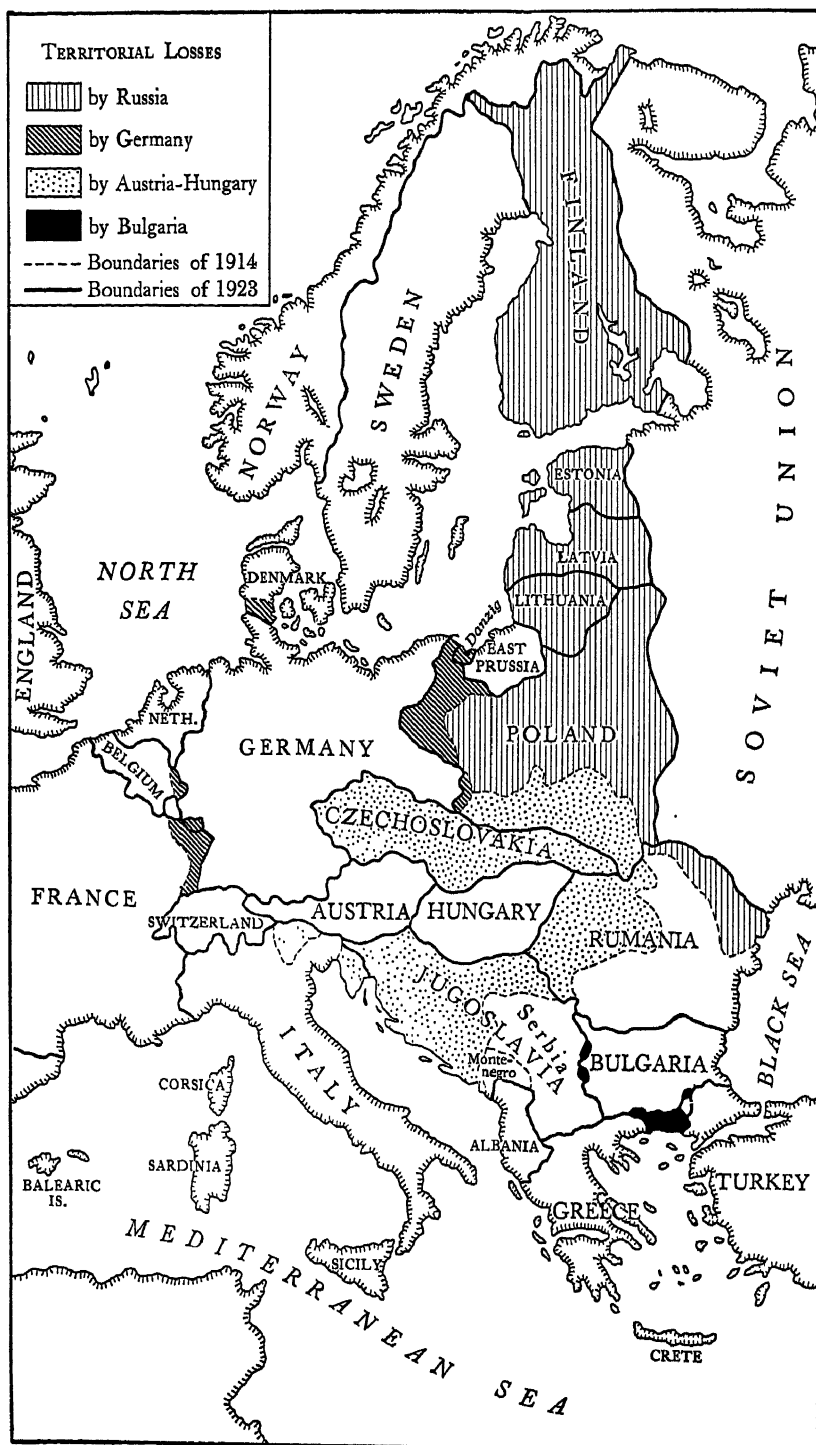 TERRITORIAL LOSSES
by Russia
by Germany
by Austria-Hungary
by Bulgaria
Boundaries of 1914
Boundaries of 1923
FINLAND
NORWAY
SWEDEN
SOVIET UNION
ESTONIA
LATVIA
LITHUANIA
NORTH
SEA
DENMARK
ENGLAND
Danzig
EAST
PRUSSIA
NETH.
BELGIUM
GERMANY
POLAND
CZECHOSLOVAKIA
FRANCE
SWITZERLAND
AUSTRIA
HUNGARY
RUMANIA
JUGOSLAVIA
Serbia
Monte-
negro
BLACK SEA
ITALY
BULGARIA
CORSICA
SARDINIA
ALBANIA
BALEARIC
IS.
TURKEY
GREECE
MEDITERRANEAN SEA
SICILY
CRETE